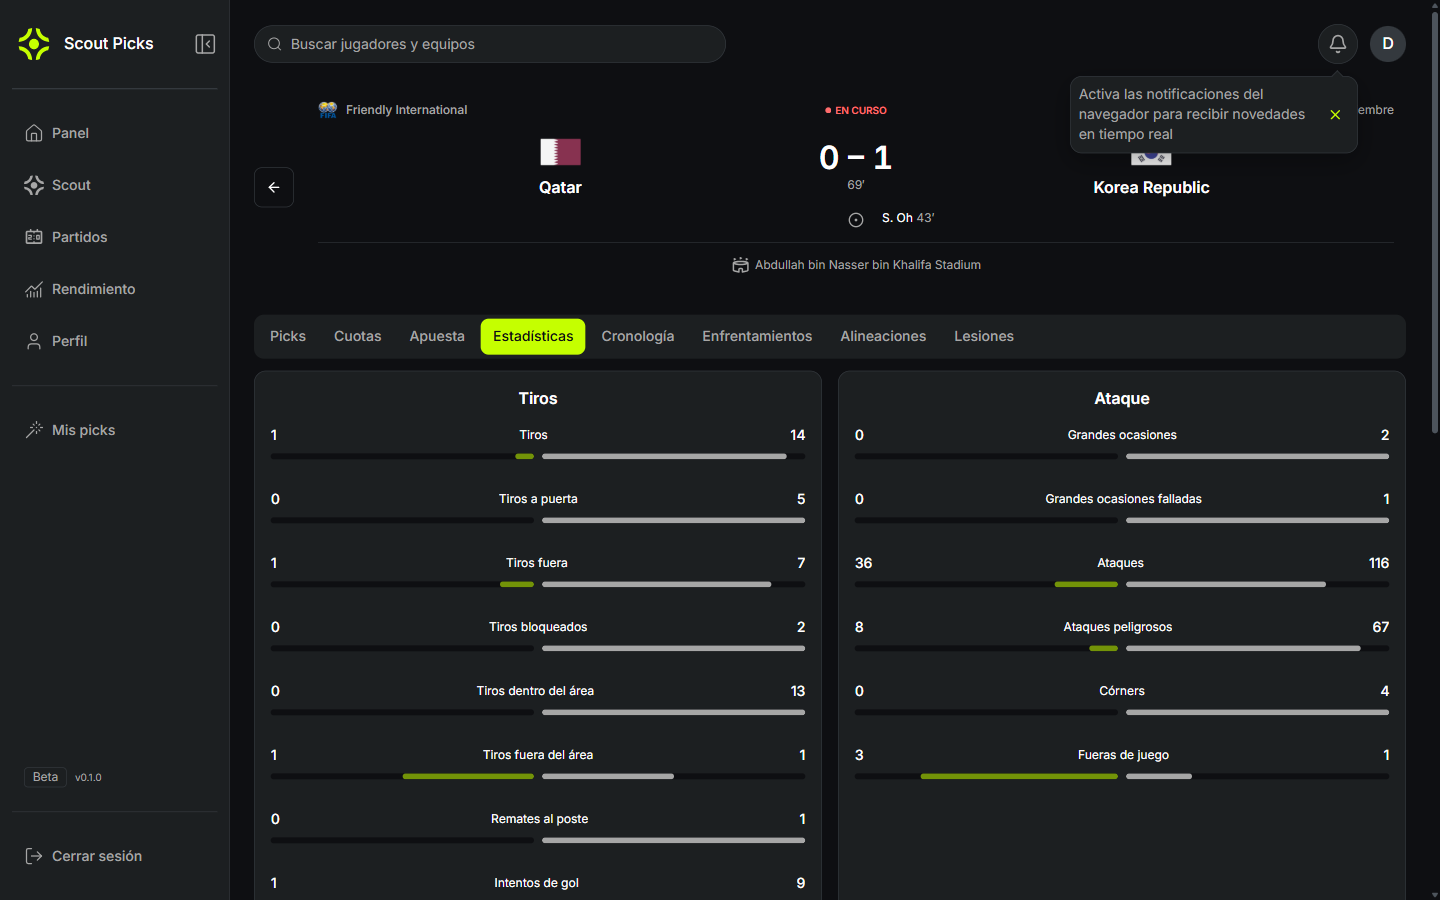 Scout Picks
Buscar jugadores y equipos
D
Panel
Scout
Partidos
Rendimiento
Perfil
Mis picks
Beta v0.1.0
Cerrar sesión
Activa las notificaciones del
navegador para recibir novedades
en tiempo real
FIFA
Friendly International
EN CURSO
embre
0 – 1
69'
Qatar
Korea Republic
S. Oh 43'
Abdullah bin Nasser bin Khalifa Stadium
Picks Cuotas Apuesta Estadísticas Cronología Enfrentamientos Alineaciones Lesiones
Tiros
1 Tiros 14
0 Tiros a puerta 5
1 Tiros fuera 7
0 Tiros bloqueados 2
0 Tiros dentro del área 13
1 Tiros fuera del área 1
0 Remates al poste 1
1 Intentos de gol 9
Ataque
0 Grandes ocasiones 2
0 Grandes ocasiones falladas 1
36 Ataques 116
8 Ataques peligrosos 67
0 Córners 4
3 Fueras de juego 1